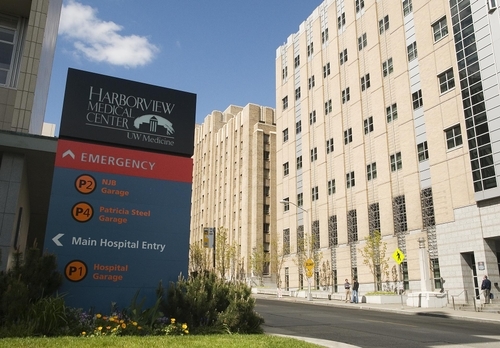 HARBORVIEW
MEDICAL
CENTER
UW Medicine
EMERGENCY
P2 NJB
Garage
P4 Patricia Steel
Garage
Main Hospital Entry
P1 Hospital
Garage